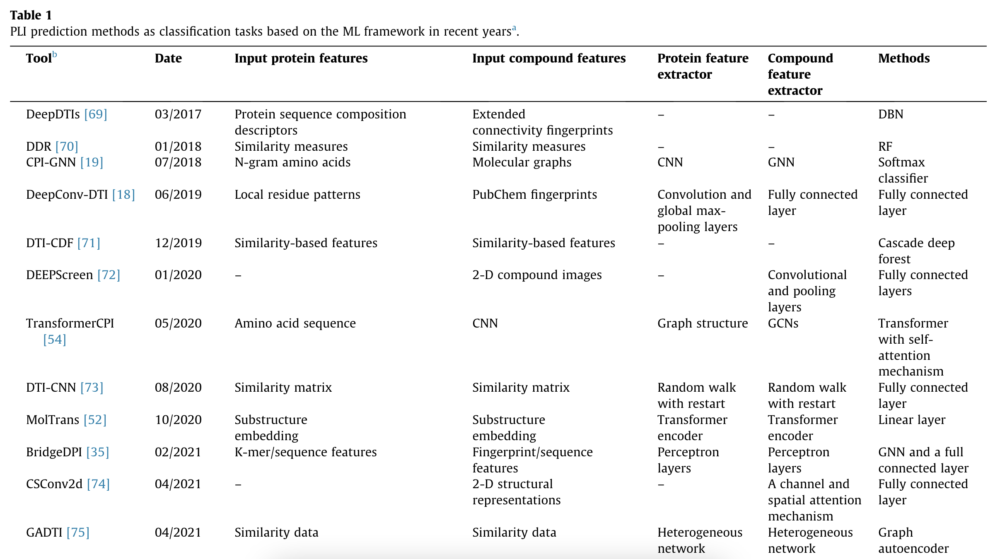 Table 1
PLI prediction methods as classification tasks based on the ML framework in recent yearsa.
Toolb Date Input protein features Input compound features Protein feature Compound Methods
extractor feature
extractor
DeepDTIs [69] 03/2017 Protein sequence composition Extended – – DBN
descriptors connectivity fingerprints
DDR [70] 01/2018 Similarity measures Similarity measures – – RF
CPI-GNN [19] 07/2018 N-gram amino acids Molecular graphs CNN GNN Softmax
classifier
DeepConv-DTI [18] 06/2019 Local residue patterns PubChem fingerprints Convolution and Fully connected Fully connected
global max- layer layer
pooling layers
DTI-CDF [71] 12/2019 Similarity-based features Similarity-based features – – Cascade deep
forest
DEEPScreen [72] 01/2020 – 2-D compound images – Convolutional Fully connected
and pooling layers
layers
TransformerCPI 05/2020 Amino acid sequence CNN Graph structure GCNs Transformer
[54] with self-
attention
mechanism
DTI-CNN [73] 08/2020 Similarity matrix Similarity matrix Random walk Random walk Fully connected
with restart with restart layer
MolTrans [52] 10/2020 Substructure Substructure Transformer Transformer Linear layer
embedding embedding encoder encoder
BridgeDPI [35] 02/2021 K-mer/sequence features Fingerprint/sequence Perceptron Perceptron GNN and a full
features layers layers connected layer
CSConv2d [74] 04/2021 – 2-D structural – A channel and Fully connected
representations spatial attention layer
mechanism
GADTI [75] 04/2021 Similarity data Similarity data Heterogeneous Heterogeneous Graph
network network autoencoder